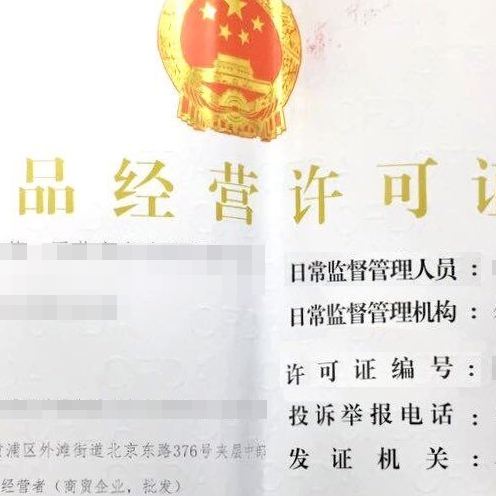 品经营许可证
日常监督管理人员：
日常监督管理机构：
许可证编号：
投诉举报电话：
浦区外滩街道北京东路376号夹层中部
发证机关：
经营者（商贸企业，批发）